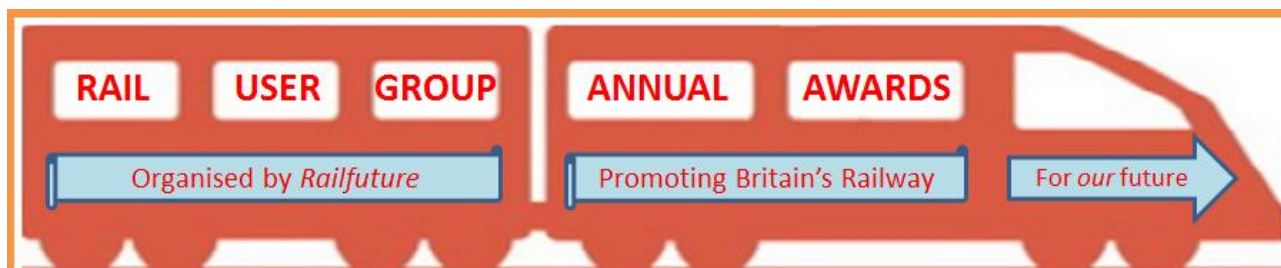 RAIL USER GROUP ANNUAL AWARDS
Organised by Railfuture Promoting Britain's Railway For our future